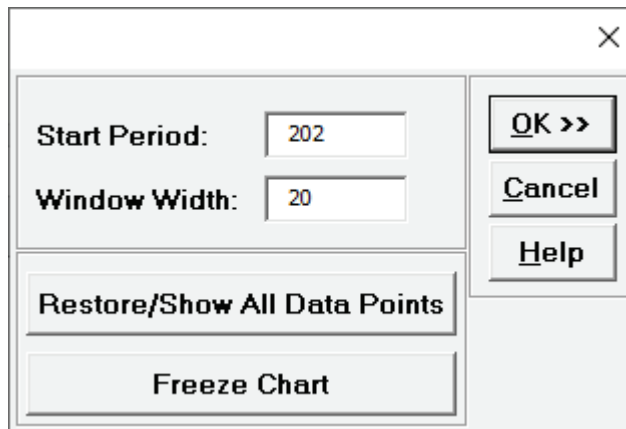 Start Period: 202
Window Width: 20
OK >>
Cancel
Help
Restore/Show All Data Points
Freeze Chart